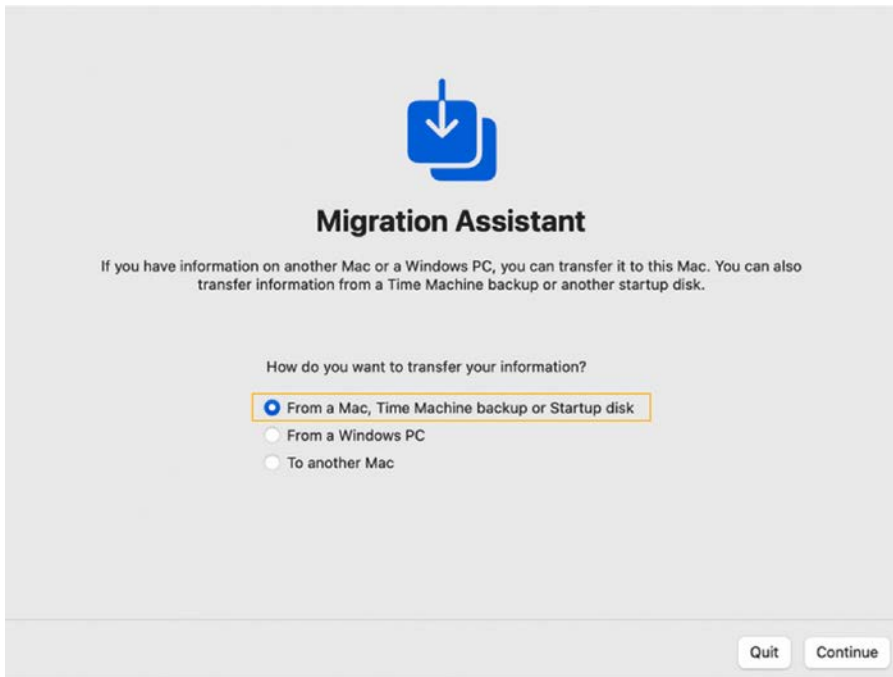 Migration Assistant
If you have information on another Mac or a Windows PC, you can transfer it to this Mac. You can also
transfer information from a Time Machine backup or another startup disk.
How do you want to transfer your information?
From a Mac, Time Machine backup or Startup disk
From a Windows PC
To another Mac
Quit
Continue